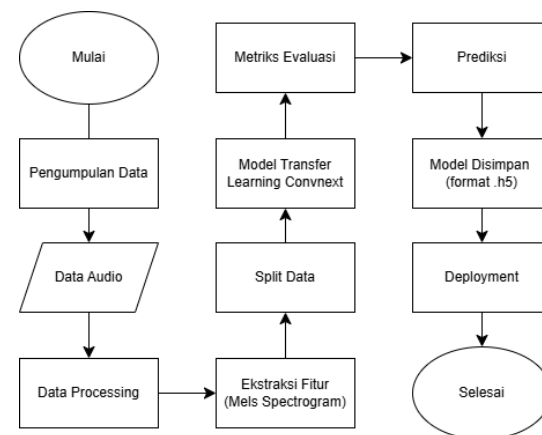 Mulai
Pengumpulan Data
Data Audio
Data Processing
Ekstraksi Fitur
(Mels Spectrogram)
Split Data
Model Transfer
Learning Convnext
Metriks Evaluasi
Prediksi
Model Disimpan
(format .h5)
Deployment
Selesai